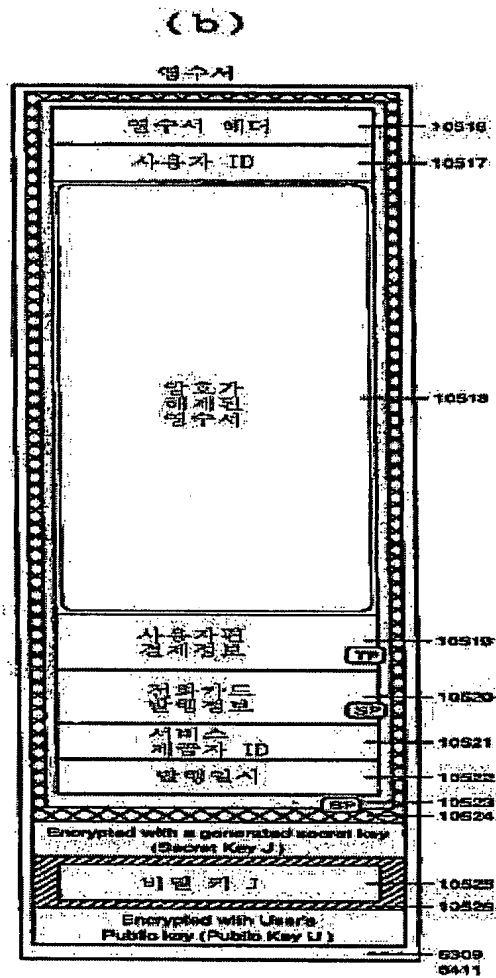 (b)
영수서
영수서 헤더
10516
사용자 ID
10517
암호가
해제된
영수서
10518
사용자편
결제정보
TP
10519
전화카드
발행정보
SP
10520
서비스
제공자 ID
10521
발행일시
10522
SP
10523
10524
Encrypted with a generated secret key
(Secret Key J)
비밀 키 J
10525
10526
Encrypted with User's
Public key (Public Key U)
6309
6411